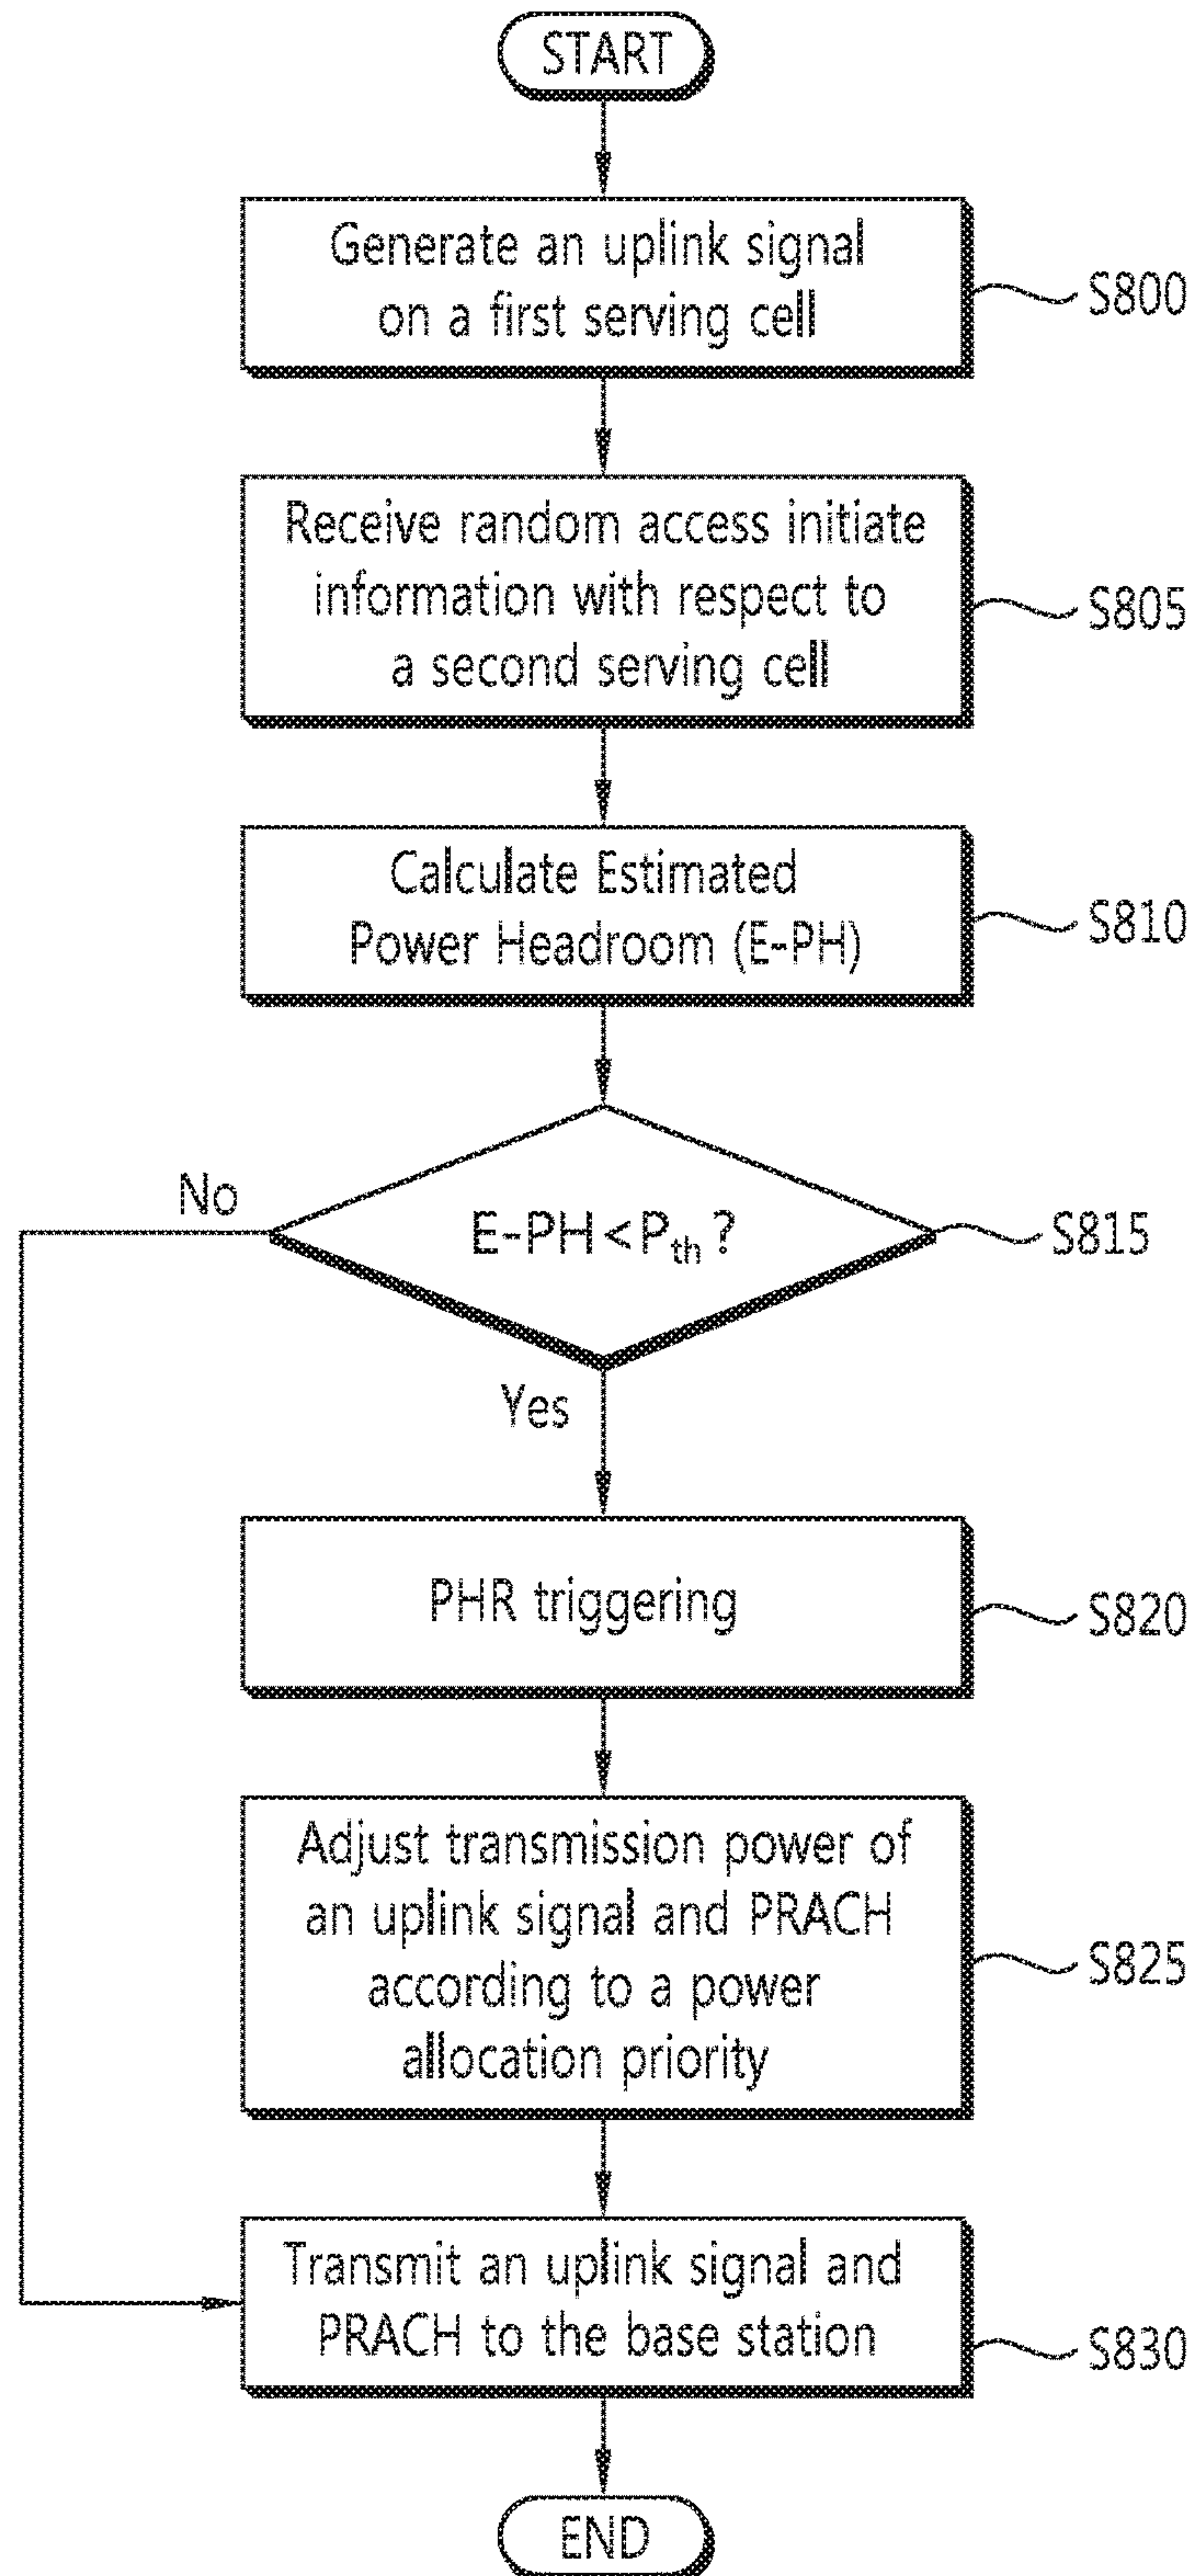 START
Generate an uplink signal
on a first serving cell
S800
Receive random access initiate
information with respect to
a second serving cell
S805
Calculate Estimated
Power Headroom (E-PH)
S810
No
E-PH<Pth ?
S815
Yes
PHR triggering
S820
Adjust transmission power of
an uplink signal and PRACH
according to a power
allocation priority
S825
Transmit an uplink signal and
PRACH to the base station
S830
END